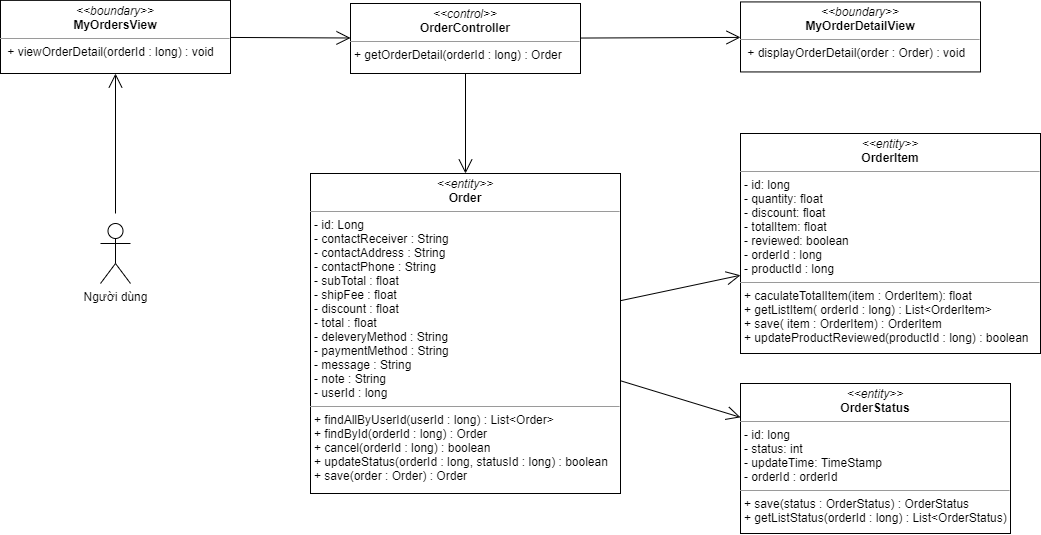 <<boundary>>
MyOrdersView
+ viewOrderDetail(orderId : long) : void
<<control>>
OrderController
+ getOrderDetail(orderId : long) : Order
<<boundary>>
MyOrderDetailView
+ displayOrderDetail(order : Order) : void
Người dùng
<<entity>>
Order
- id: Long
- contactReceiver : String
- contactAddress : String
- contactPhone : String
- subTotal : float
- shipFee : float
- discount : float
- total : float
- deleveryMethod : String
- paymentMethod : String
- message : String
- note : String
- userId : long
+ findAllByUserId(userId : long) : List<Order>
+ findById(orderId : long) : Order
+ cancel(orderId : long) : boolean
+ updateStatus(orderId : long, statusId : long) : boolean
+ save(order : Order) : Order
<<entity>>
OrderItem
- id: long
- quantity: float
- discount: float
- totalItem: float
- reviewed: boolean
- orderId : long
- productId : long
+ caculateTotalItem(item : OrderItem): float
+ getListItem( orderId : long) : List<OrderItem>
+ save( item : OrderItem) : OrderItem
+ updateProductReviewed(productId : long) : boolean
<<entity>>
OrderStatus
- id: long
- status: int
- updateTime: TimeStamp
- orderId : orderId
+ save(status : OrderStatus) : OrderStatus
+ getListStatus(orderId : long) : List<OrderStatus)